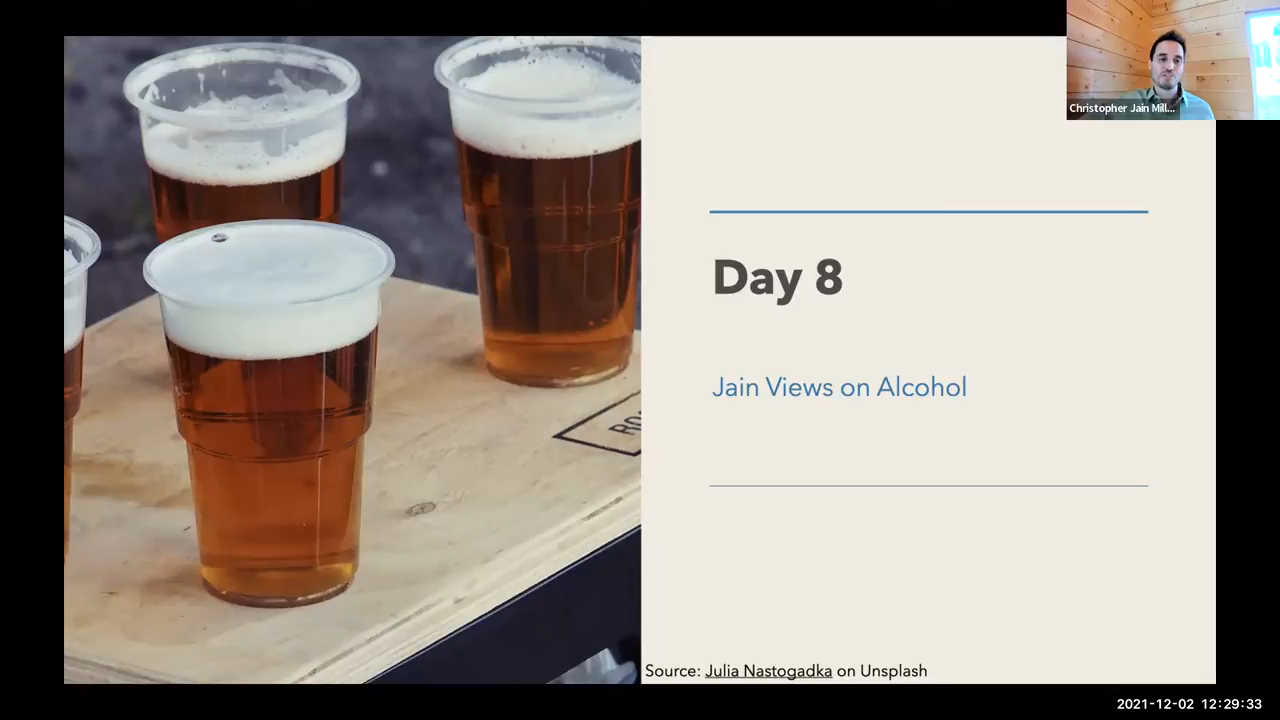 Christopher Jain Mill...
Day 8
Jain Views on Alcohol
Source: Julia Nastogadka on Unsplash
2021-12-02 12:29:33